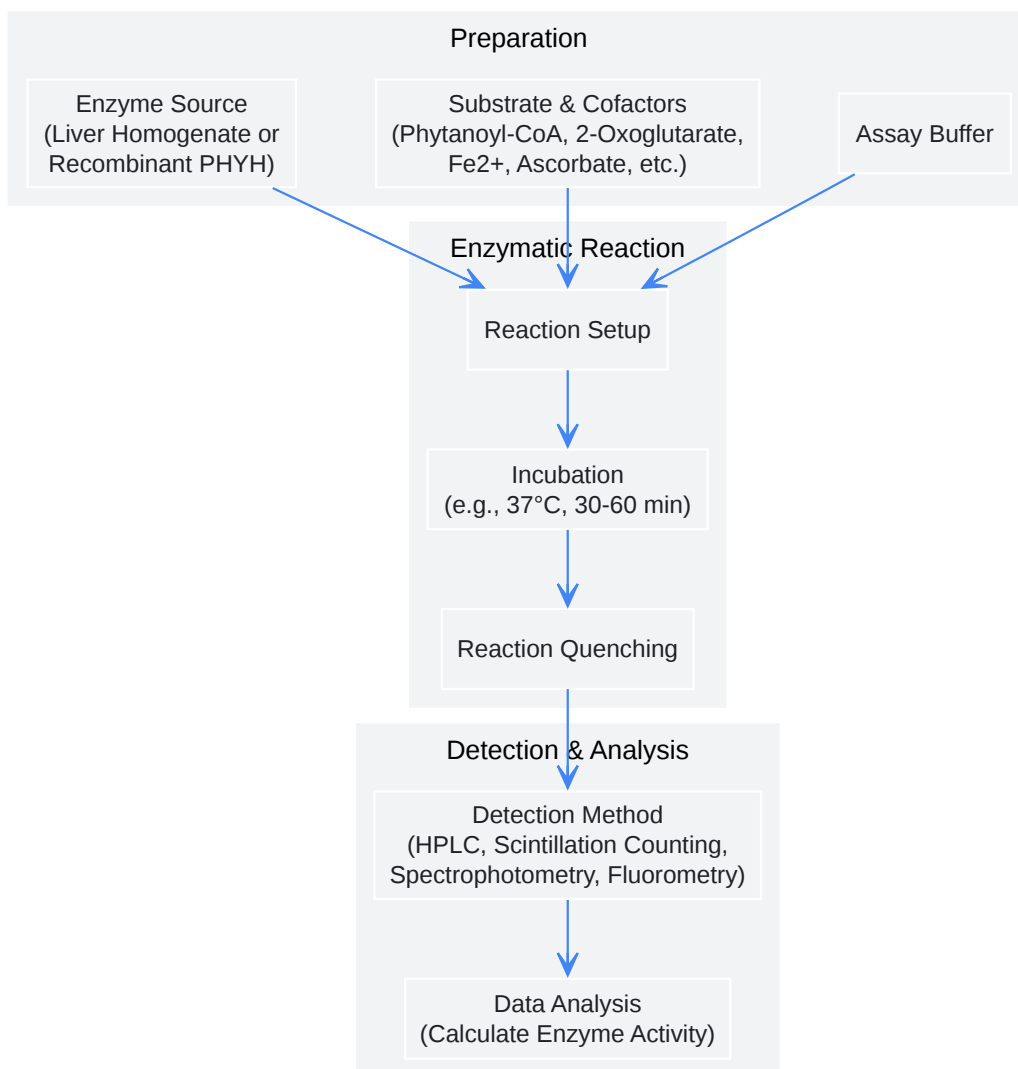 Preparation
Enzyme Source
(Liver Homogenate or
Recombinant PHYH)
Substrate & Cofactors
(Phytanoyl-CoA, 2-Oxoglutarate,
Fe2+, Ascorbate, etc.)
Assay Buffer
Enzymatic Reaction
Reaction Setup
Incubation
(e.g., 37°C, 30-60 min)
Reaction Quenching
Detection & Analysis
Detection Method
(HPLC, Scintillation Counting,
Spectrophotometry, Fluorometry)
Data Analysis
(Calculate Enzyme Activity)